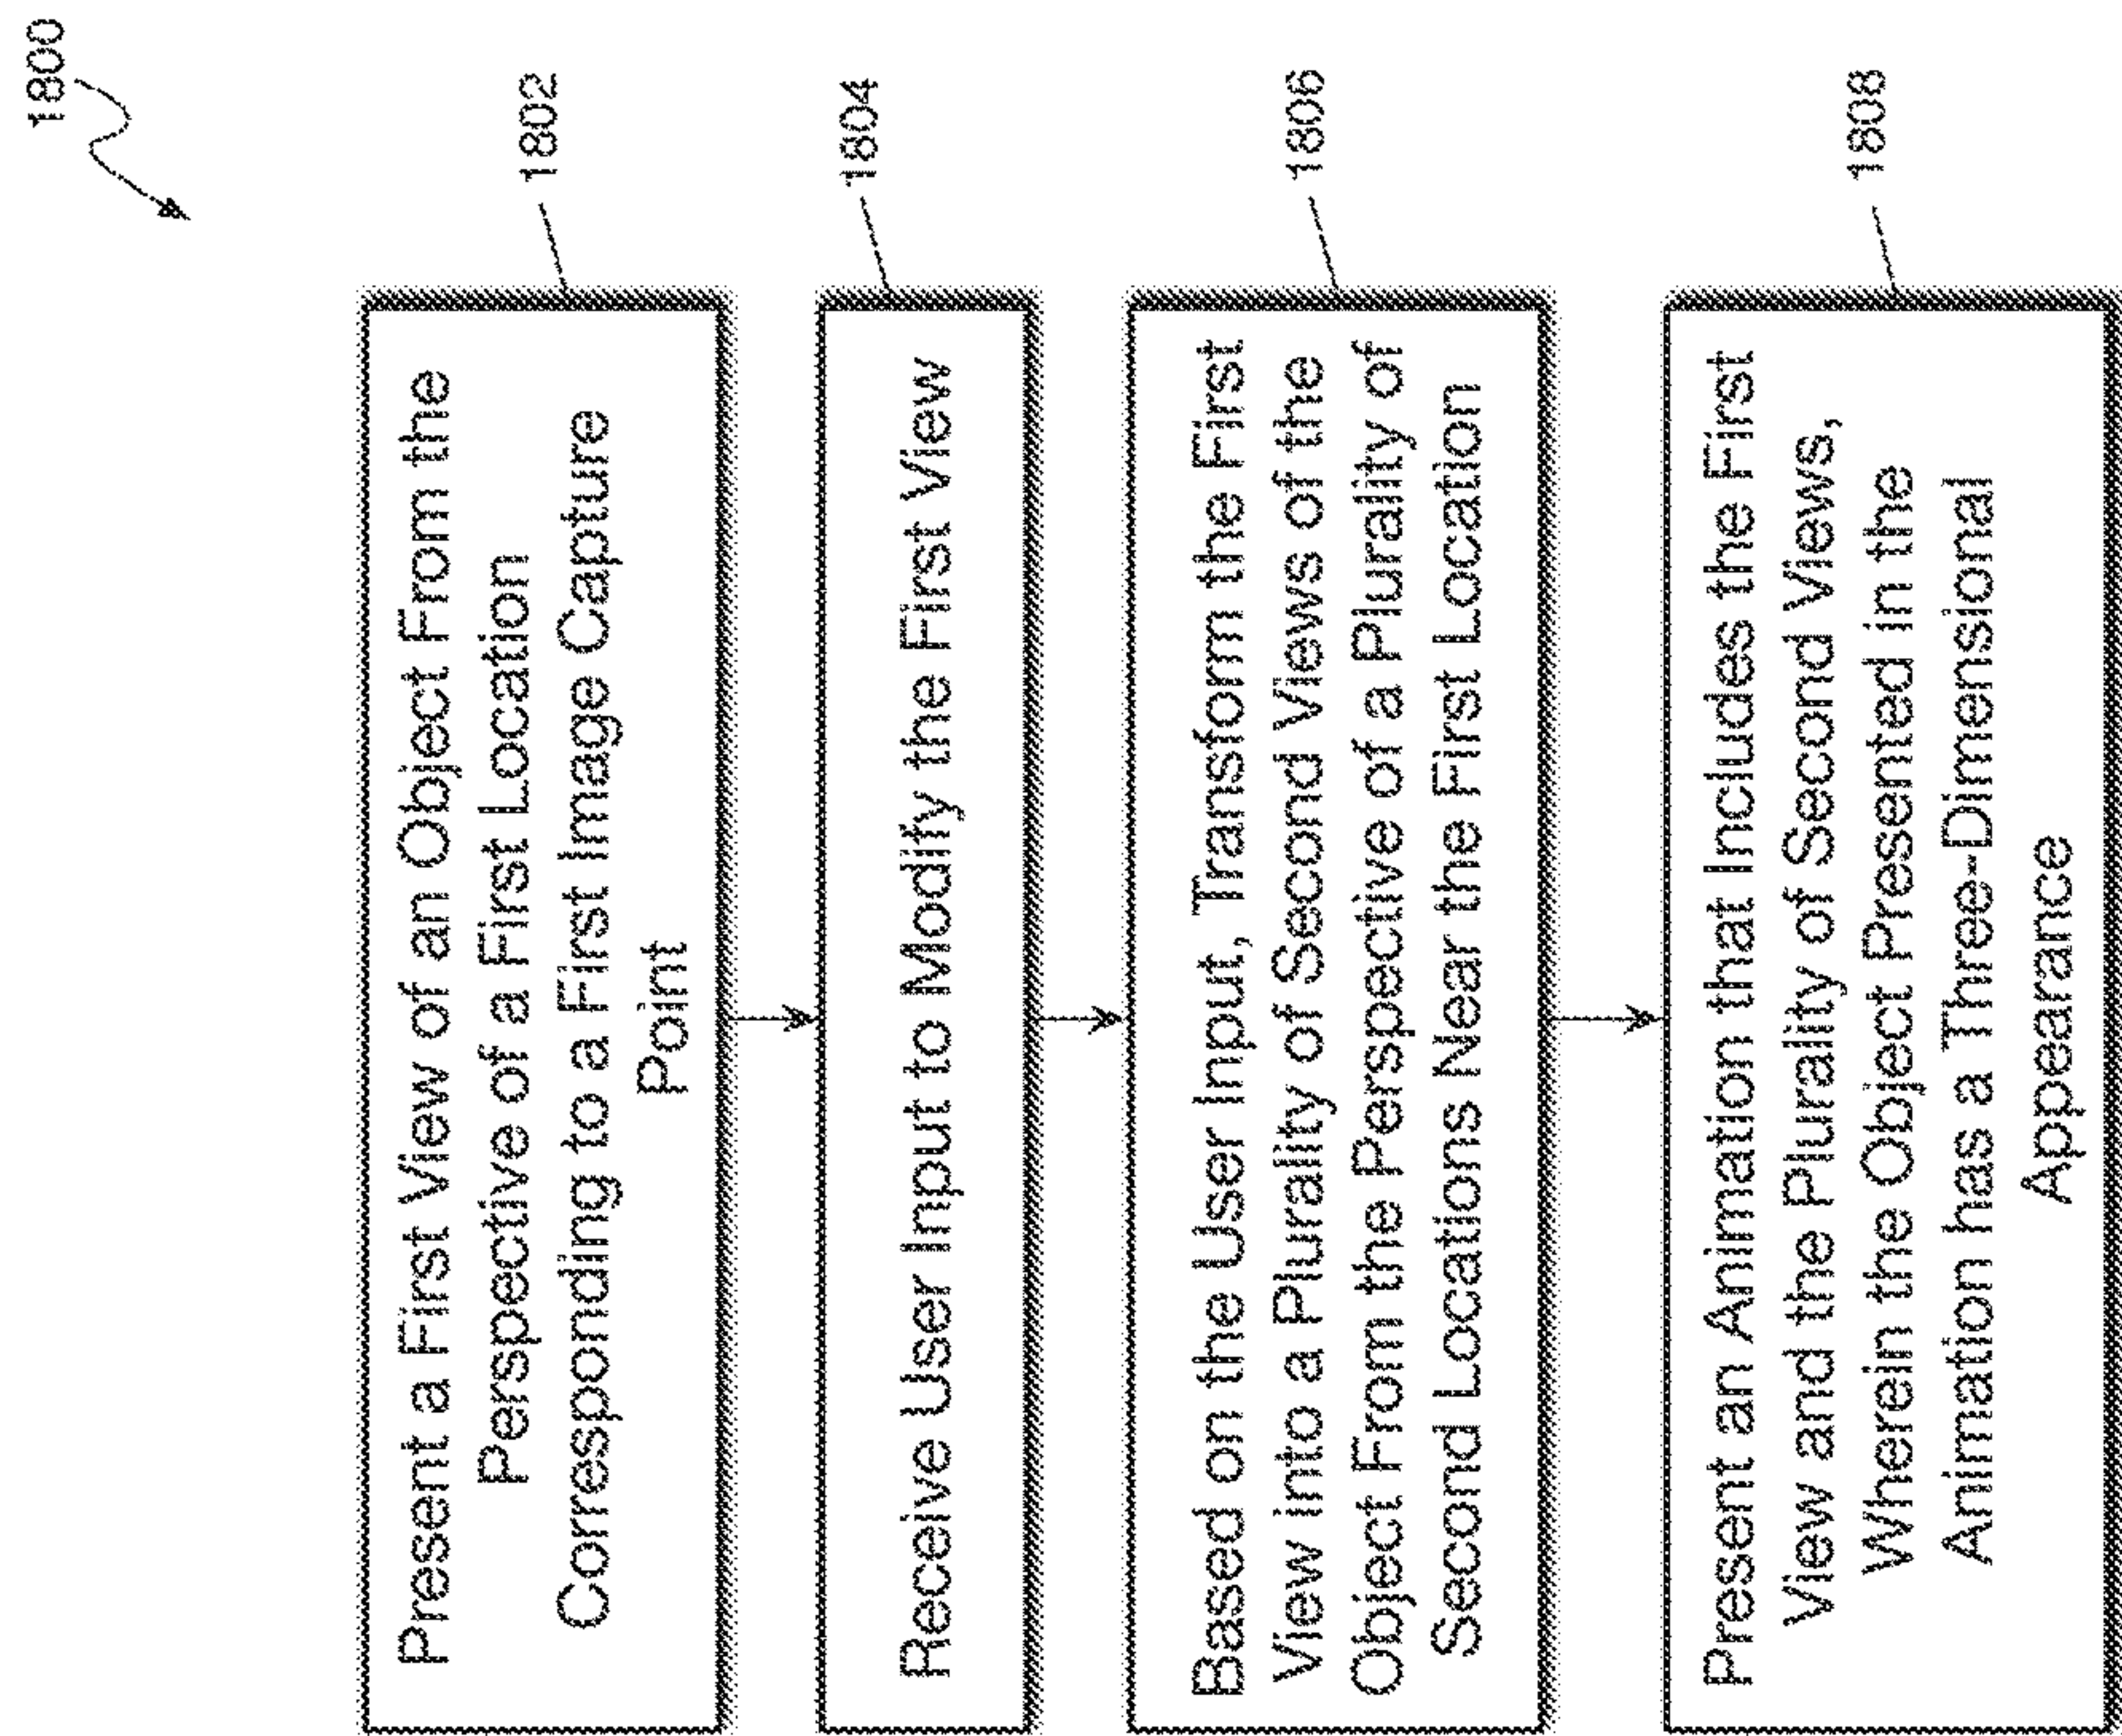 1800
Present a First View of an Object From the
Perspective of a First Location
Corresponding to a First Image Capture
Point
1802
Receive User Input to Modify the First View
1804
Based on the User Input, Transform the First
View into a Plurality of Second Views of the
Object From the Perspective of a Plurality of
Second Locations Near the First Location
1806
Present an Animation that Includes the First
View and the Plurality of Second Views,
Wherein the Object Presented in the
Animation has a Three-Dimensional
Appearance
1808